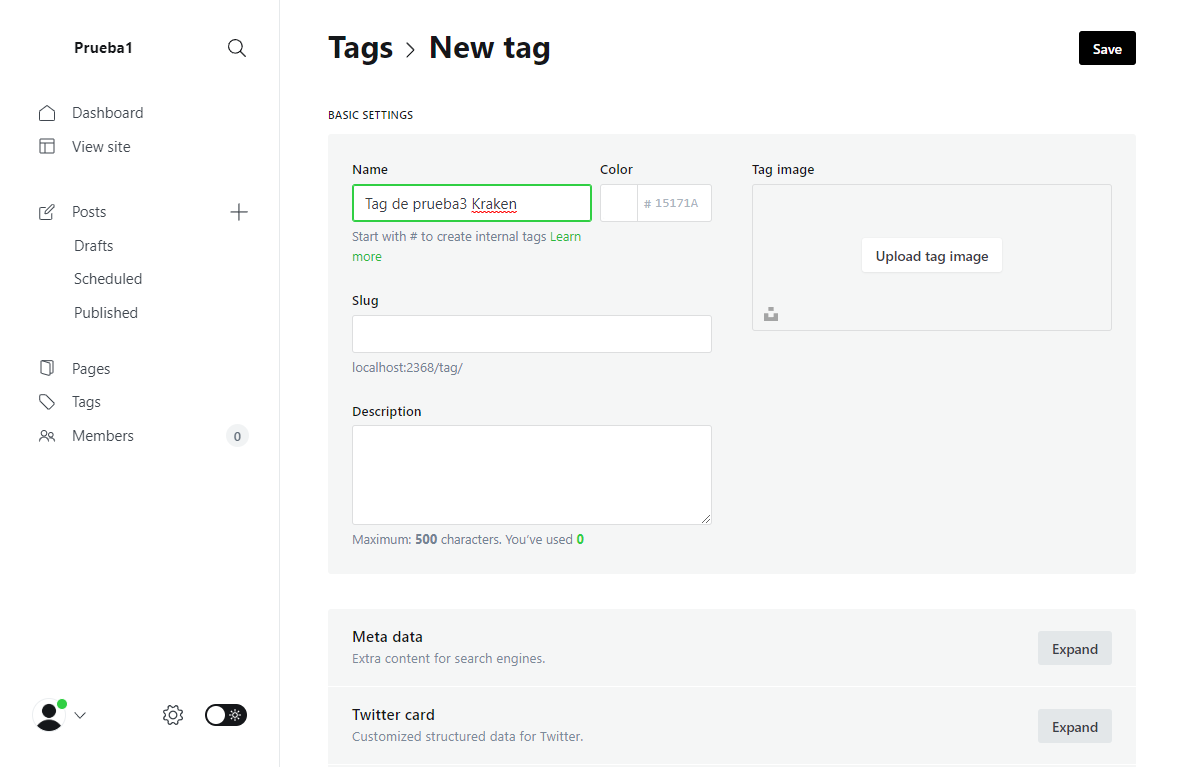 Prueba1
Dashboard
View site
Posts
Drafts
Scheduled
Published
Pages
Tags
Members
0
Tags > New tag
Save
BASIC SETTINGS
Name
Tag de prueba3 Kraken
Start with # to create internal tags Learn
more
Color
# 15171A
Slug
localhost:2368/tag/
Description
Maximum: 500 characters. You’ve used 0
Tag image
Upload tag image
Meta data
Extra content for search engines.
Expand
Twitter card
Customized structured data for Twitter.
Expand